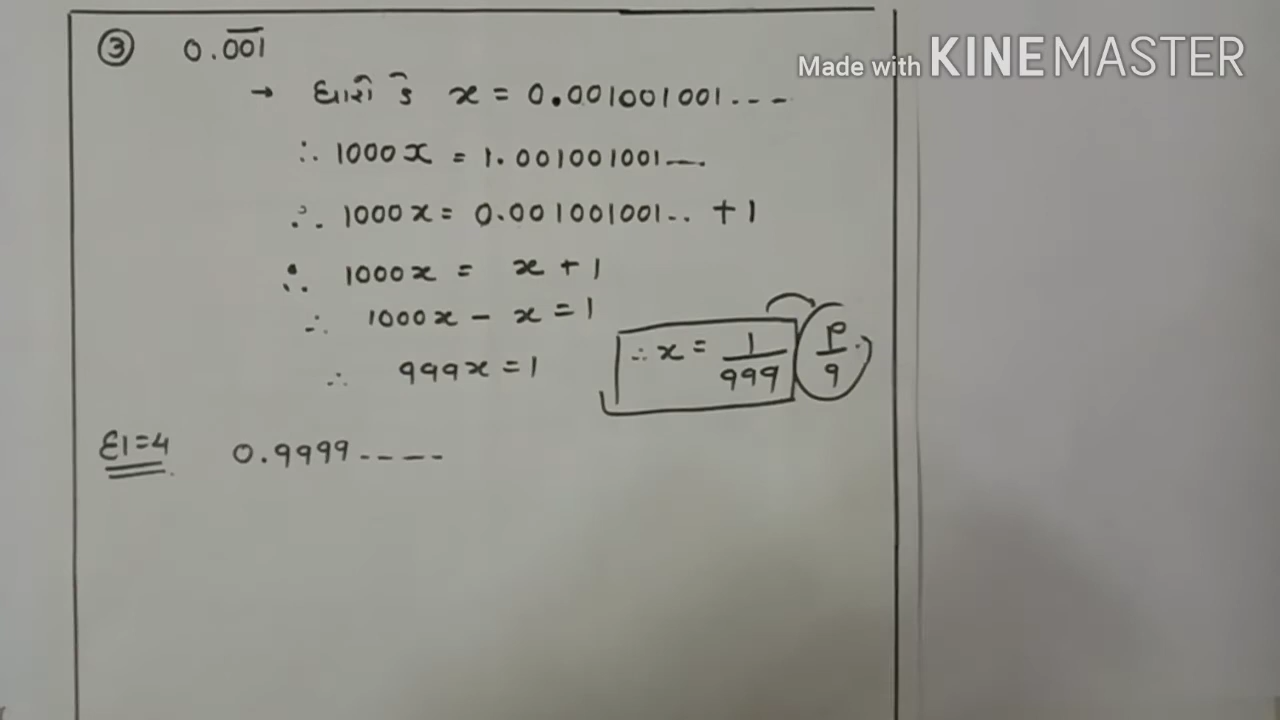 Made with KINEMASTER
③ 0.0̅0̅1̅
→ ધારો કે x = 0.001001001...
∴ 1000x = 1.001001001....
∴ 1000x = 0.001001001.. + 1
∴ 1000x = x + 1
∴ 1000x - x = 1
∴ 999x = 1
∴ x = 1/999 p/q
દા=4 0.9999----